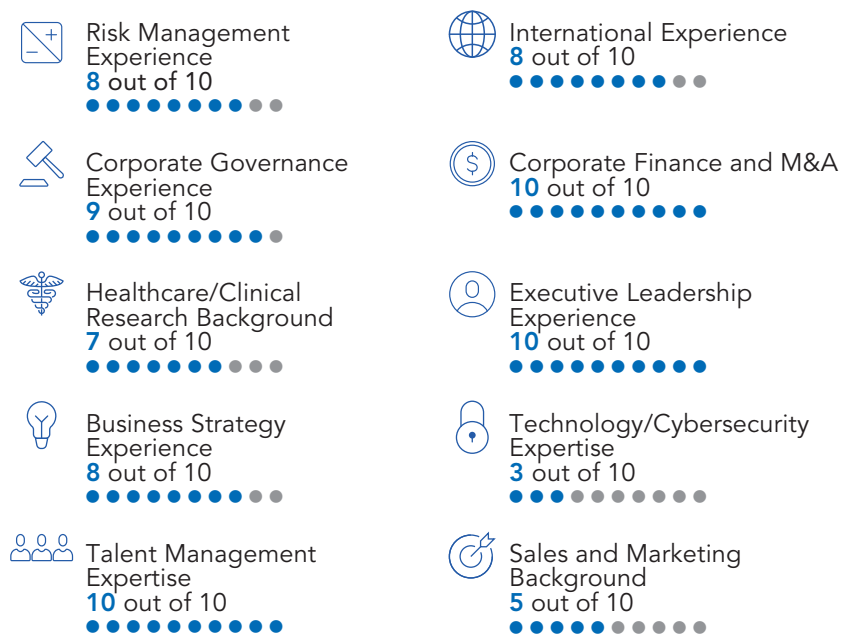 Risk Management
Experience
8 out of 10
International Experience
8 out of 10
Corporate Governance
Experience
9 out of 10
Corporate Finance and M&A
10 out of 10
Healthcare/Clinical
Research Background
7 out of 10
Executive Leadership
Experience
10 out of 10
Business Strategy
Experience
8 out of 10
Technology/Cybersecurity
Expertise
3 out of 10
Talent Management
Expertise
10 out of 10
Sales and Marketing
Background
5 out of 10